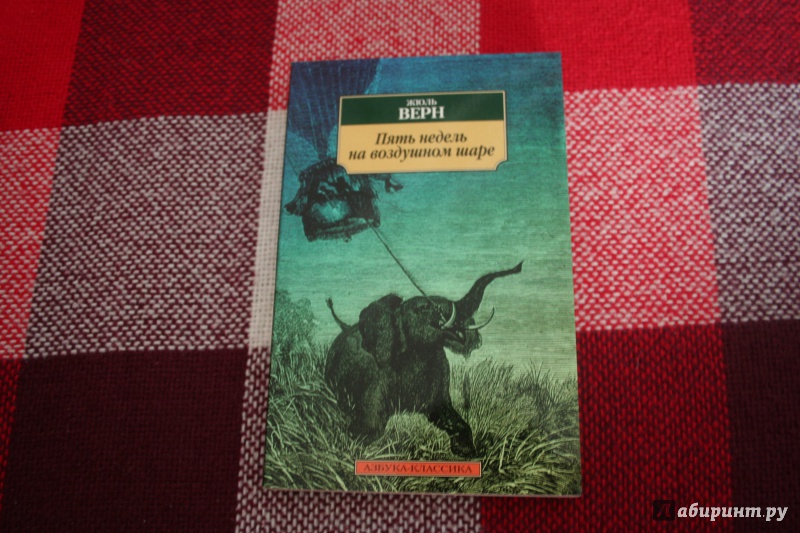 ЖЮЛЬ
ВЕРН
Пять недель
на воздушном шаре
АЗБУКА-КЛАССИКА
Лабиринт.ру